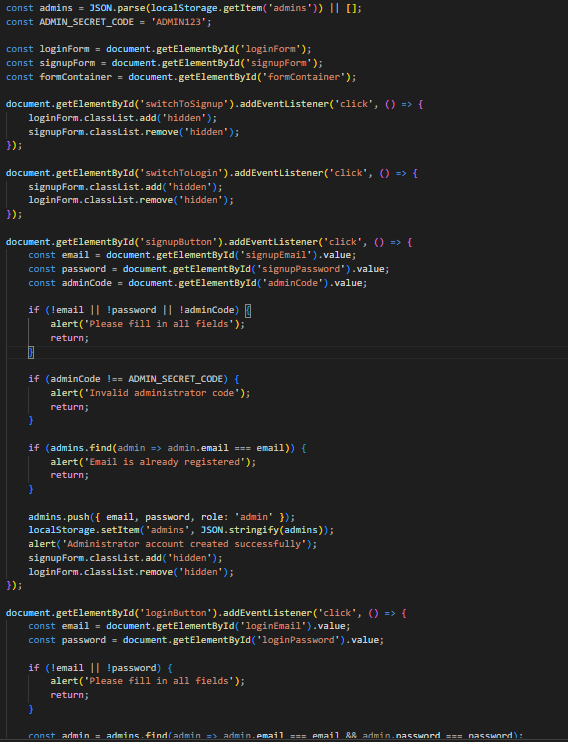 const admins = JSON.parse(localStorage.getItem('admins')) || [];
const ADMIN_SECRET_CODE = 'ADMIN123';

const loginForm = document.getElementById('loginForm');
const signupForm = document.getElementById('signupForm');
const formContainer = document.getElementById('formContainer');

document.getElementById('switchToSignup').addEventListener('click', () => {
    loginForm.classList.add('hidden');
    signupForm.classList.remove('hidden');
});

document.getElementById('switchToLogin').addEventListener('click', () => {
    signupForm.classList.add('hidden');
    loginForm.classList.remove('hidden');
});

document.getElementById('signupButton').addEventListener('click', () => {
    const email = document.getElementById('signupEmail').value;
    const password = document.getElementById('signupPassword').value;
    const adminCode = document.getElementById('adminCode').value;

    if (!email || !password || !adminCode) {
        alert('Please fill in all fields');
        return;
    }

    if (adminCode !== ADMIN_SECRET_CODE) {
        alert('Invalid administrator code');
        return;
    }

    if (admins.find(admin => admin.email === email)) {
        alert('Email is already registered');
        return;
    }

    admins.push({ email, password, role: 'admin' });
    localStorage.setItem('admins', JSON.stringify(admins));
    alert('Administrator account created successfully');
    signupForm.classList.add('hidden');
    loginForm.classList.remove('hidden');
});

document.getElementById('loginButton').addEventListener('click', () => {
    const email = document.getElementById('loginEmail').value;
    const password = document.getElementById('loginPassword').value;

    if (!email || !password) {
        alert('Please fill in all fields');
        return;
    }

    const admin = admins.find(admin => admin.email === email && admin.password === password);